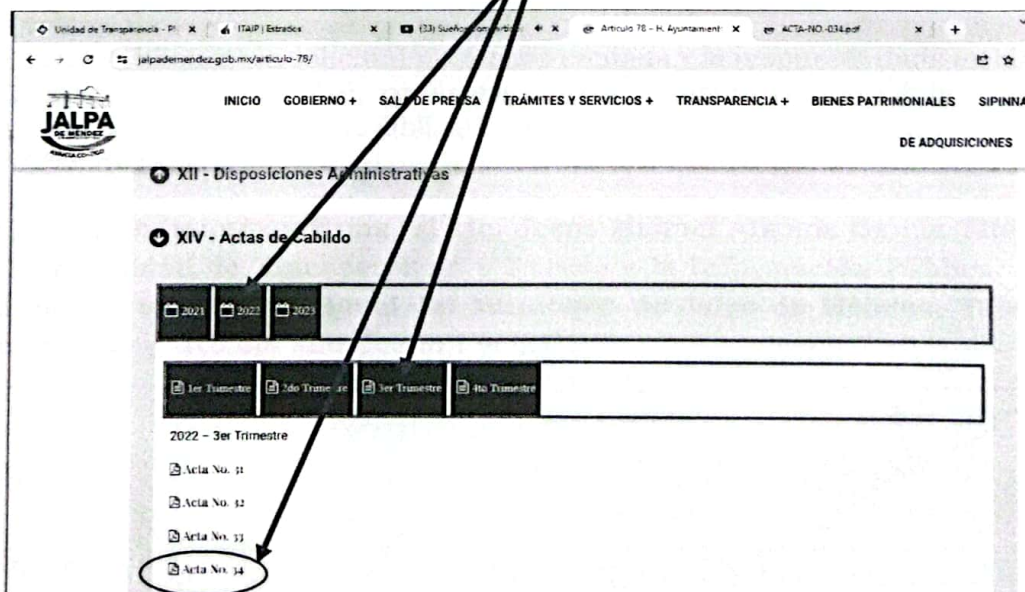 Unidad de Transparencia - Pl
ITAIP | Estrados
(33) Sueños
Artículo 78 – H. Ayuntamient
ACTA-NO.-034.pdf
jalpademendez.gob.mx/articulo-78/
JALPA
DE MÉNDEZ
INICIO GOBIERNO + SALA DE PRENSA TRÁMITES Y SERVICIOS + TRANSPARENCIA + BIENES PATRIMONIALES SIPINNA
DE ADQUISICIONES
XII - Disposiciones Administrativas
XIV - Actas de Cabildo
2021 2022 2023
1er Trimestre 2do Trimestre 3er Trimestre 4to Trimestre
2022 – 3er Trimestre
Acta No. 31
Acta No. 32
Acta No. 33
Acta No. 34